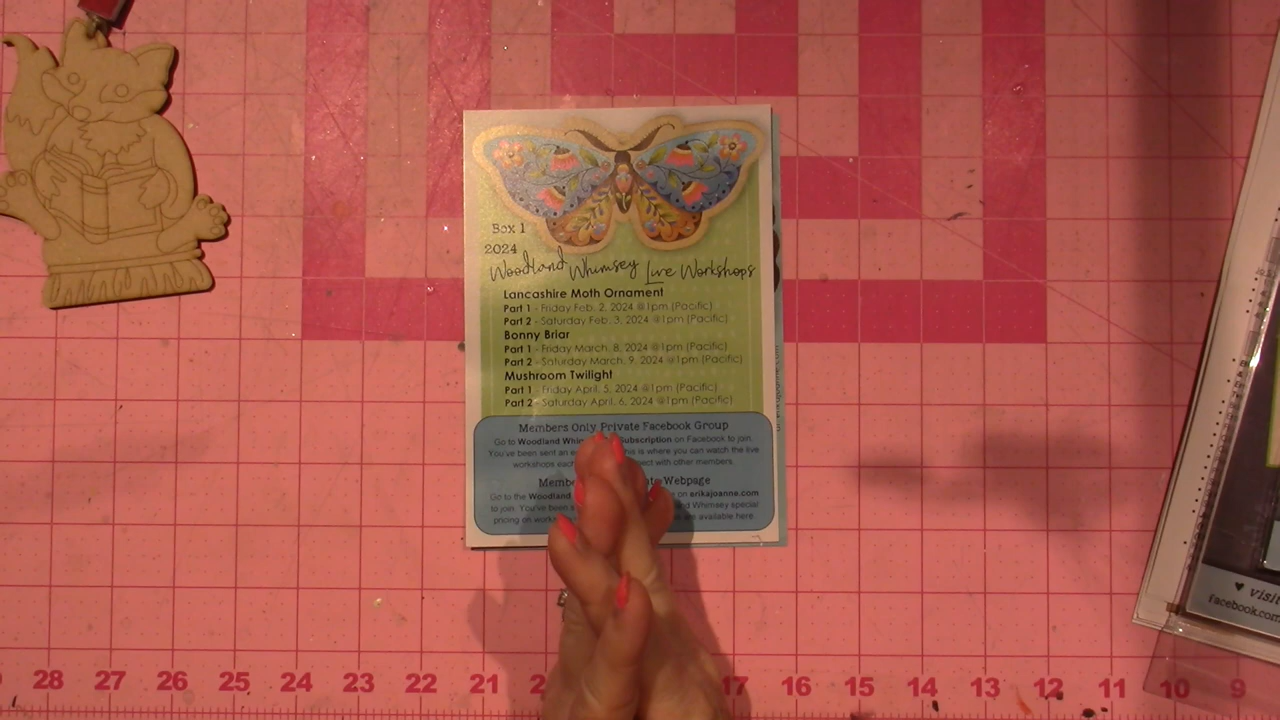 Box 1
2024
Woodland Whimsey Live Workshops
Lancashire Moth Ornament
Part 1 - Friday Feb. 2, 2024 @1pm (Pacific)
Part 2 - Saturday Feb. 3, 2024 @1pm (Pacific)
Bonny Briar
Part 1 - Friday March. 8, 2024 @1pm (Pacific)
Part 2 - Saturday March. 9, 2024 @1pm (Pacific)
Mushroom Twilight
Part 1 - Friday April. 5, 2024 @1pm (Pacific)
Part 2 - Saturday April. 6, 2024 @1pm (Pacific)
Members Only Private Facebook Group
Go to Woodland Subscription on Facebook to join.
You've been sent an this is where you can watch the live
workshops with other members.
Webpage
Go to the Woodland on erikajoanne.com
to join. You've been Whimsey special
pricing on are available here.
♥ visit
facebook.com
28 27 26 25 24 23 22 21 17 16 15 14 13 12 11 10 9